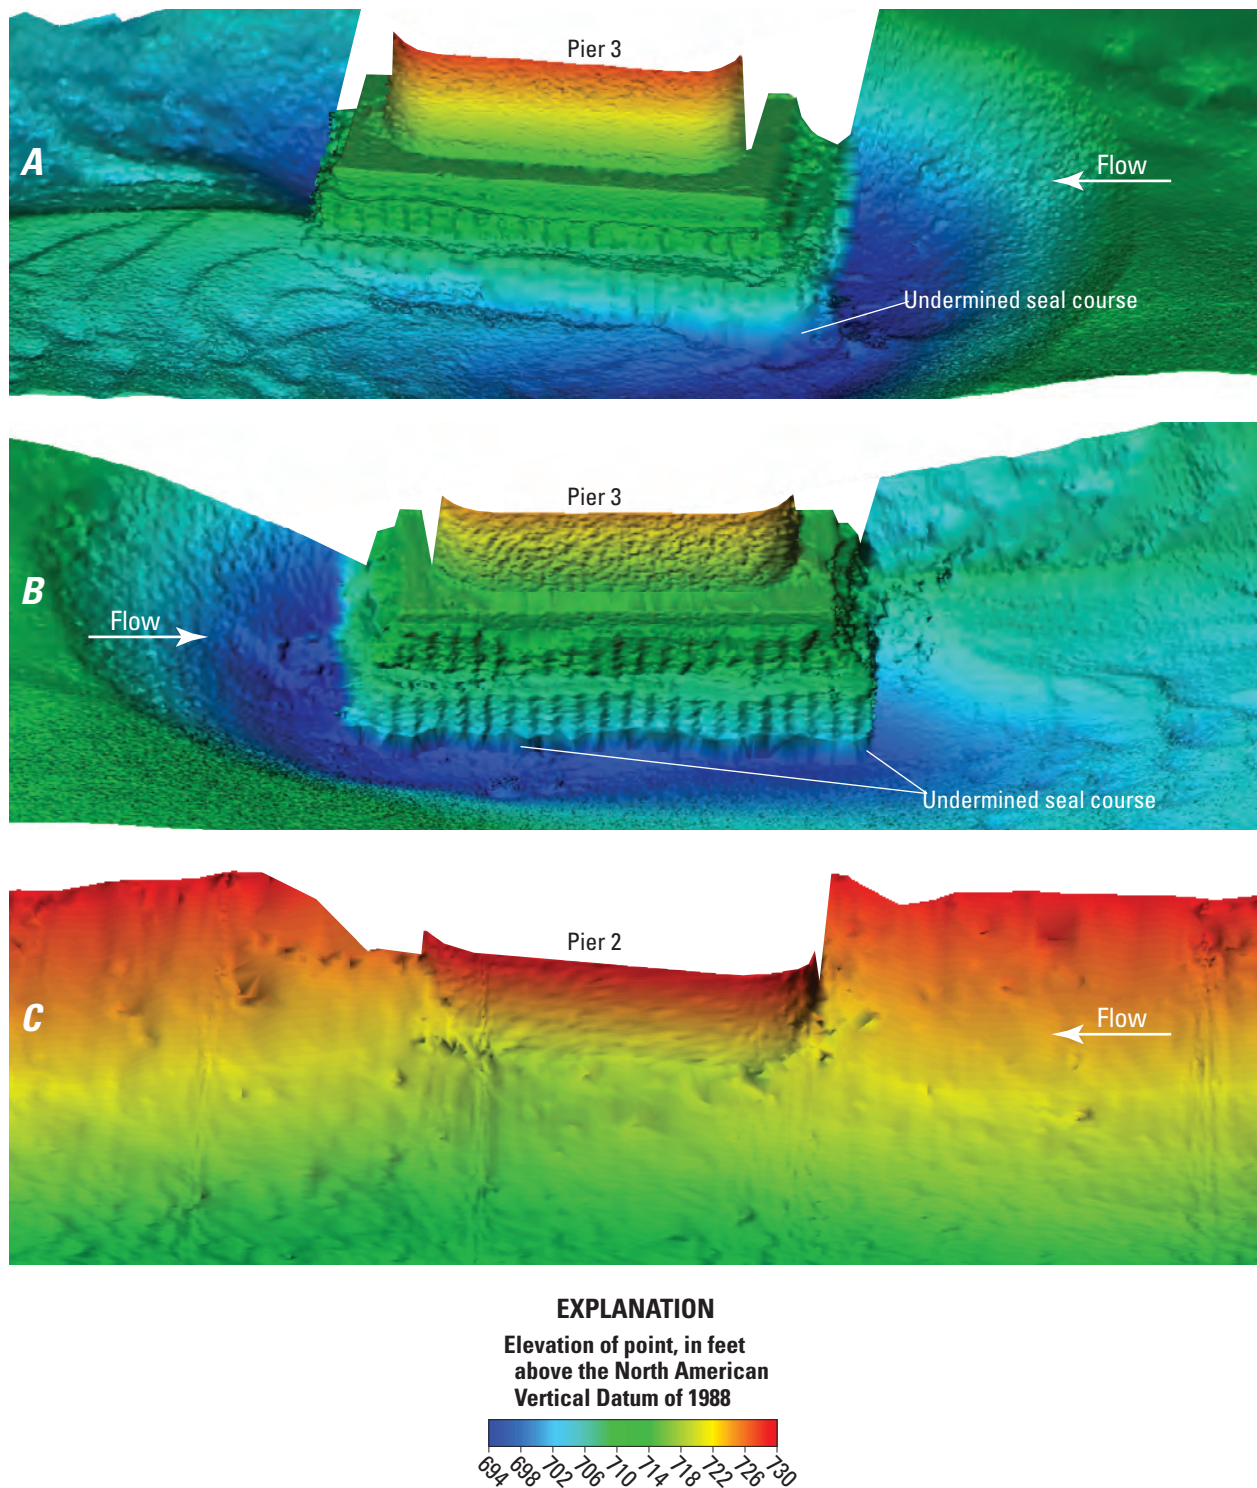 Pier 3
A
Flow
Undermined seal course
Pier 3
B
Flow
Undermined seal course
Pier 2
C
Flow
EXPLANATION
Elevation of point, in feet
above the North American
Vertical Datum of 1988
694 698 702 706 710 714 718 722 726 730